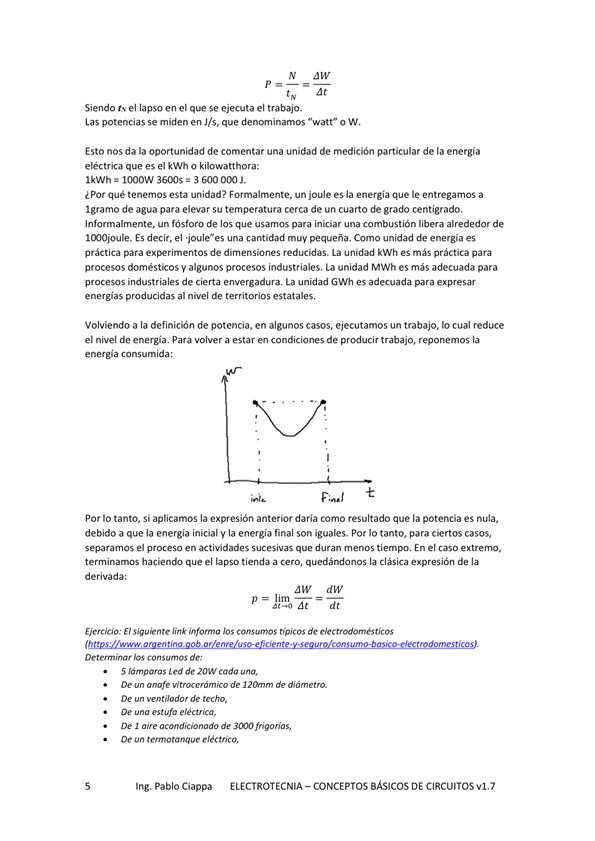 P = N/t_N = ΔW/Δt
Siendo t_N el lapso en el que se ejecuta el trabajo.
Las potencias se miden en J/s, que denominamos “watt” o W.
Esto nos da la oportunidad de comentar una unidad de medición particular de la energía
eléctrica que es el kWh o kilowatthora:
1kWh = 1000W 3600s = 3 600 000 J.
¿Por qué tenemos esta unidad? Formalmente, un joule es la energía que le entregamos a
1gramo de agua para elevar su temperatura cerca de un cuarto de grado centígrado.
Informalmente, un fósforo de los que usamos para iniciar una combustión libera alrededor de
1000joule. Es decir, el ·joule”es una cantidad muy pequeña. Como unidad de energía es
práctica para experimentos de dimensiones reducidas. La unidad kWh es más práctica para
procesos domésticos y algunos procesos industriales. La unidad MWh es más adecuada para
procesos industriales de cierta envergadura. La unidad GWh es adecuada para expresar
energías producidas al nivel de territorios estatales.
Volviendo a la definición de potencia, en algunos casos, ejecutamos un trabajo, lo cual reduce
el nivel de energía. Para volver a estar en condiciones de producir trabajo, reponemos la
energía consumida:
W
inic Final t
Por lo tanto, si aplicamos la expresión anterior daría como resultado que la potencia es nula,
debido a que la energía inicial y la energía final son iguales. Por lo tanto, para ciertos casos,
separamos el proceso en actividades sucesivas que duran menos tiempo. En el caso extremo,
terminamos haciendo que el lapso tienda a cero, quedándonos la clásica expresión de la
derivada:
p = lim Δt→0 ΔW/Δt = dW/dt
Ejercicio: El siguiente link informa los consumos típicos de electrodomésticos
(https://www.argentina.gob.ar/enre/uso-eficiente-y-seguro/consumo-basico-electrodomesticos).
Determinar los consumos de:
• 5 lámparas Led de 20W cada una,
• De un anafe vitrocerámico de 120mm de diámetro.
• De un ventilador de techo,
• De una estufa eléctrica,
• De 1 aire acondicionado de 3000 frigorías,
• De un termotanque eléctrico,
5 Ing. Pablo Ciappa ELECTROTECNIA – CONCEPTOS BÁSICOS DE CIRCUITOS v1.7